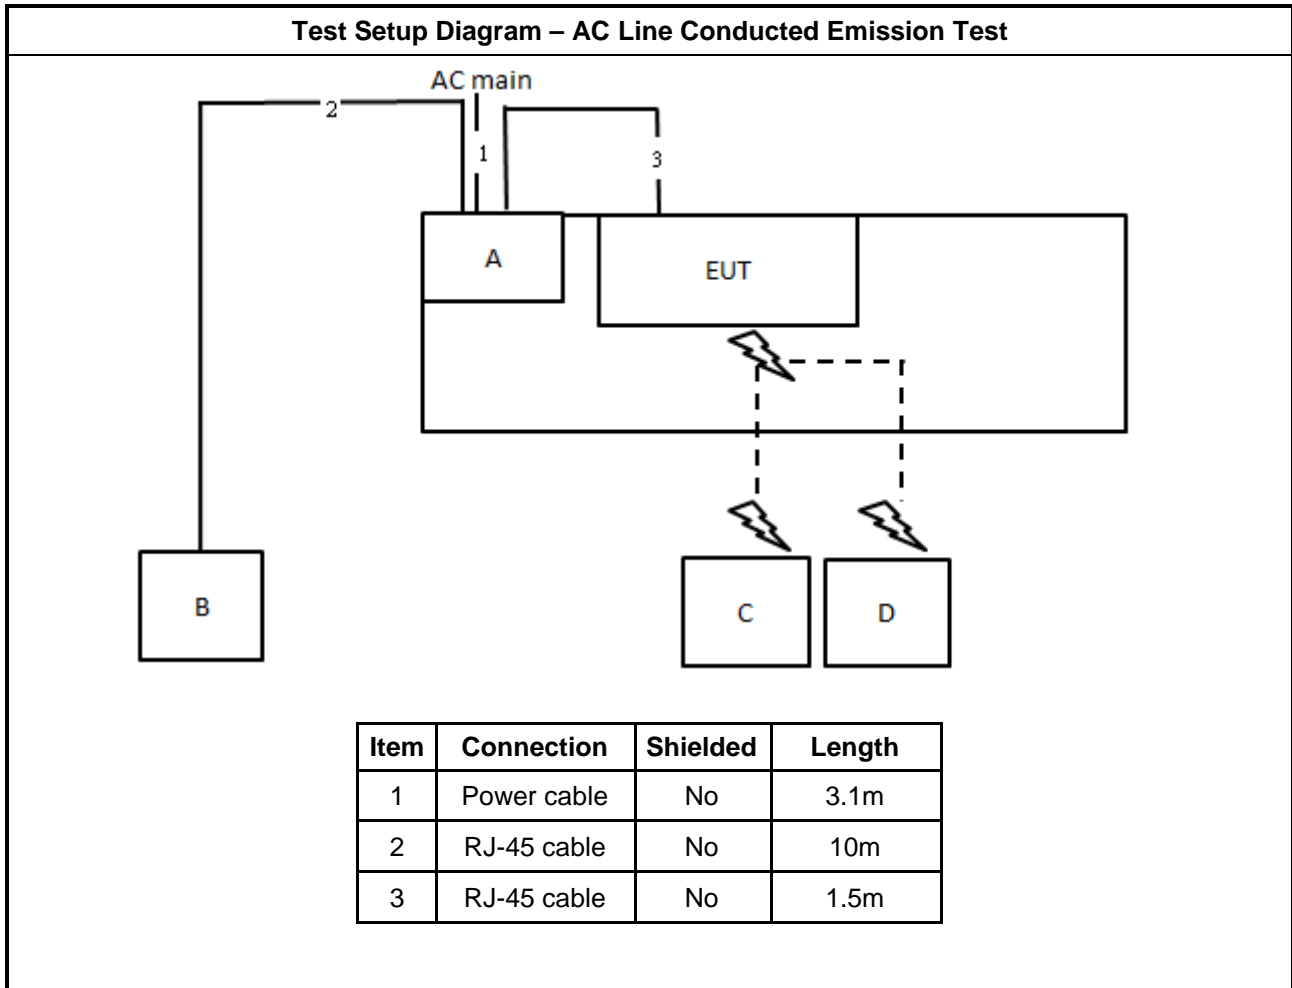 Test Setup Diagram – AC Line Conducted Emission Test
AC main
2
1
3
A
EUT
B
C
D
Item Connection Shielded Length
1 Power cable No 3.1m
2 RJ-45 cable No 10m
3 RJ-45 cable No 1.5m